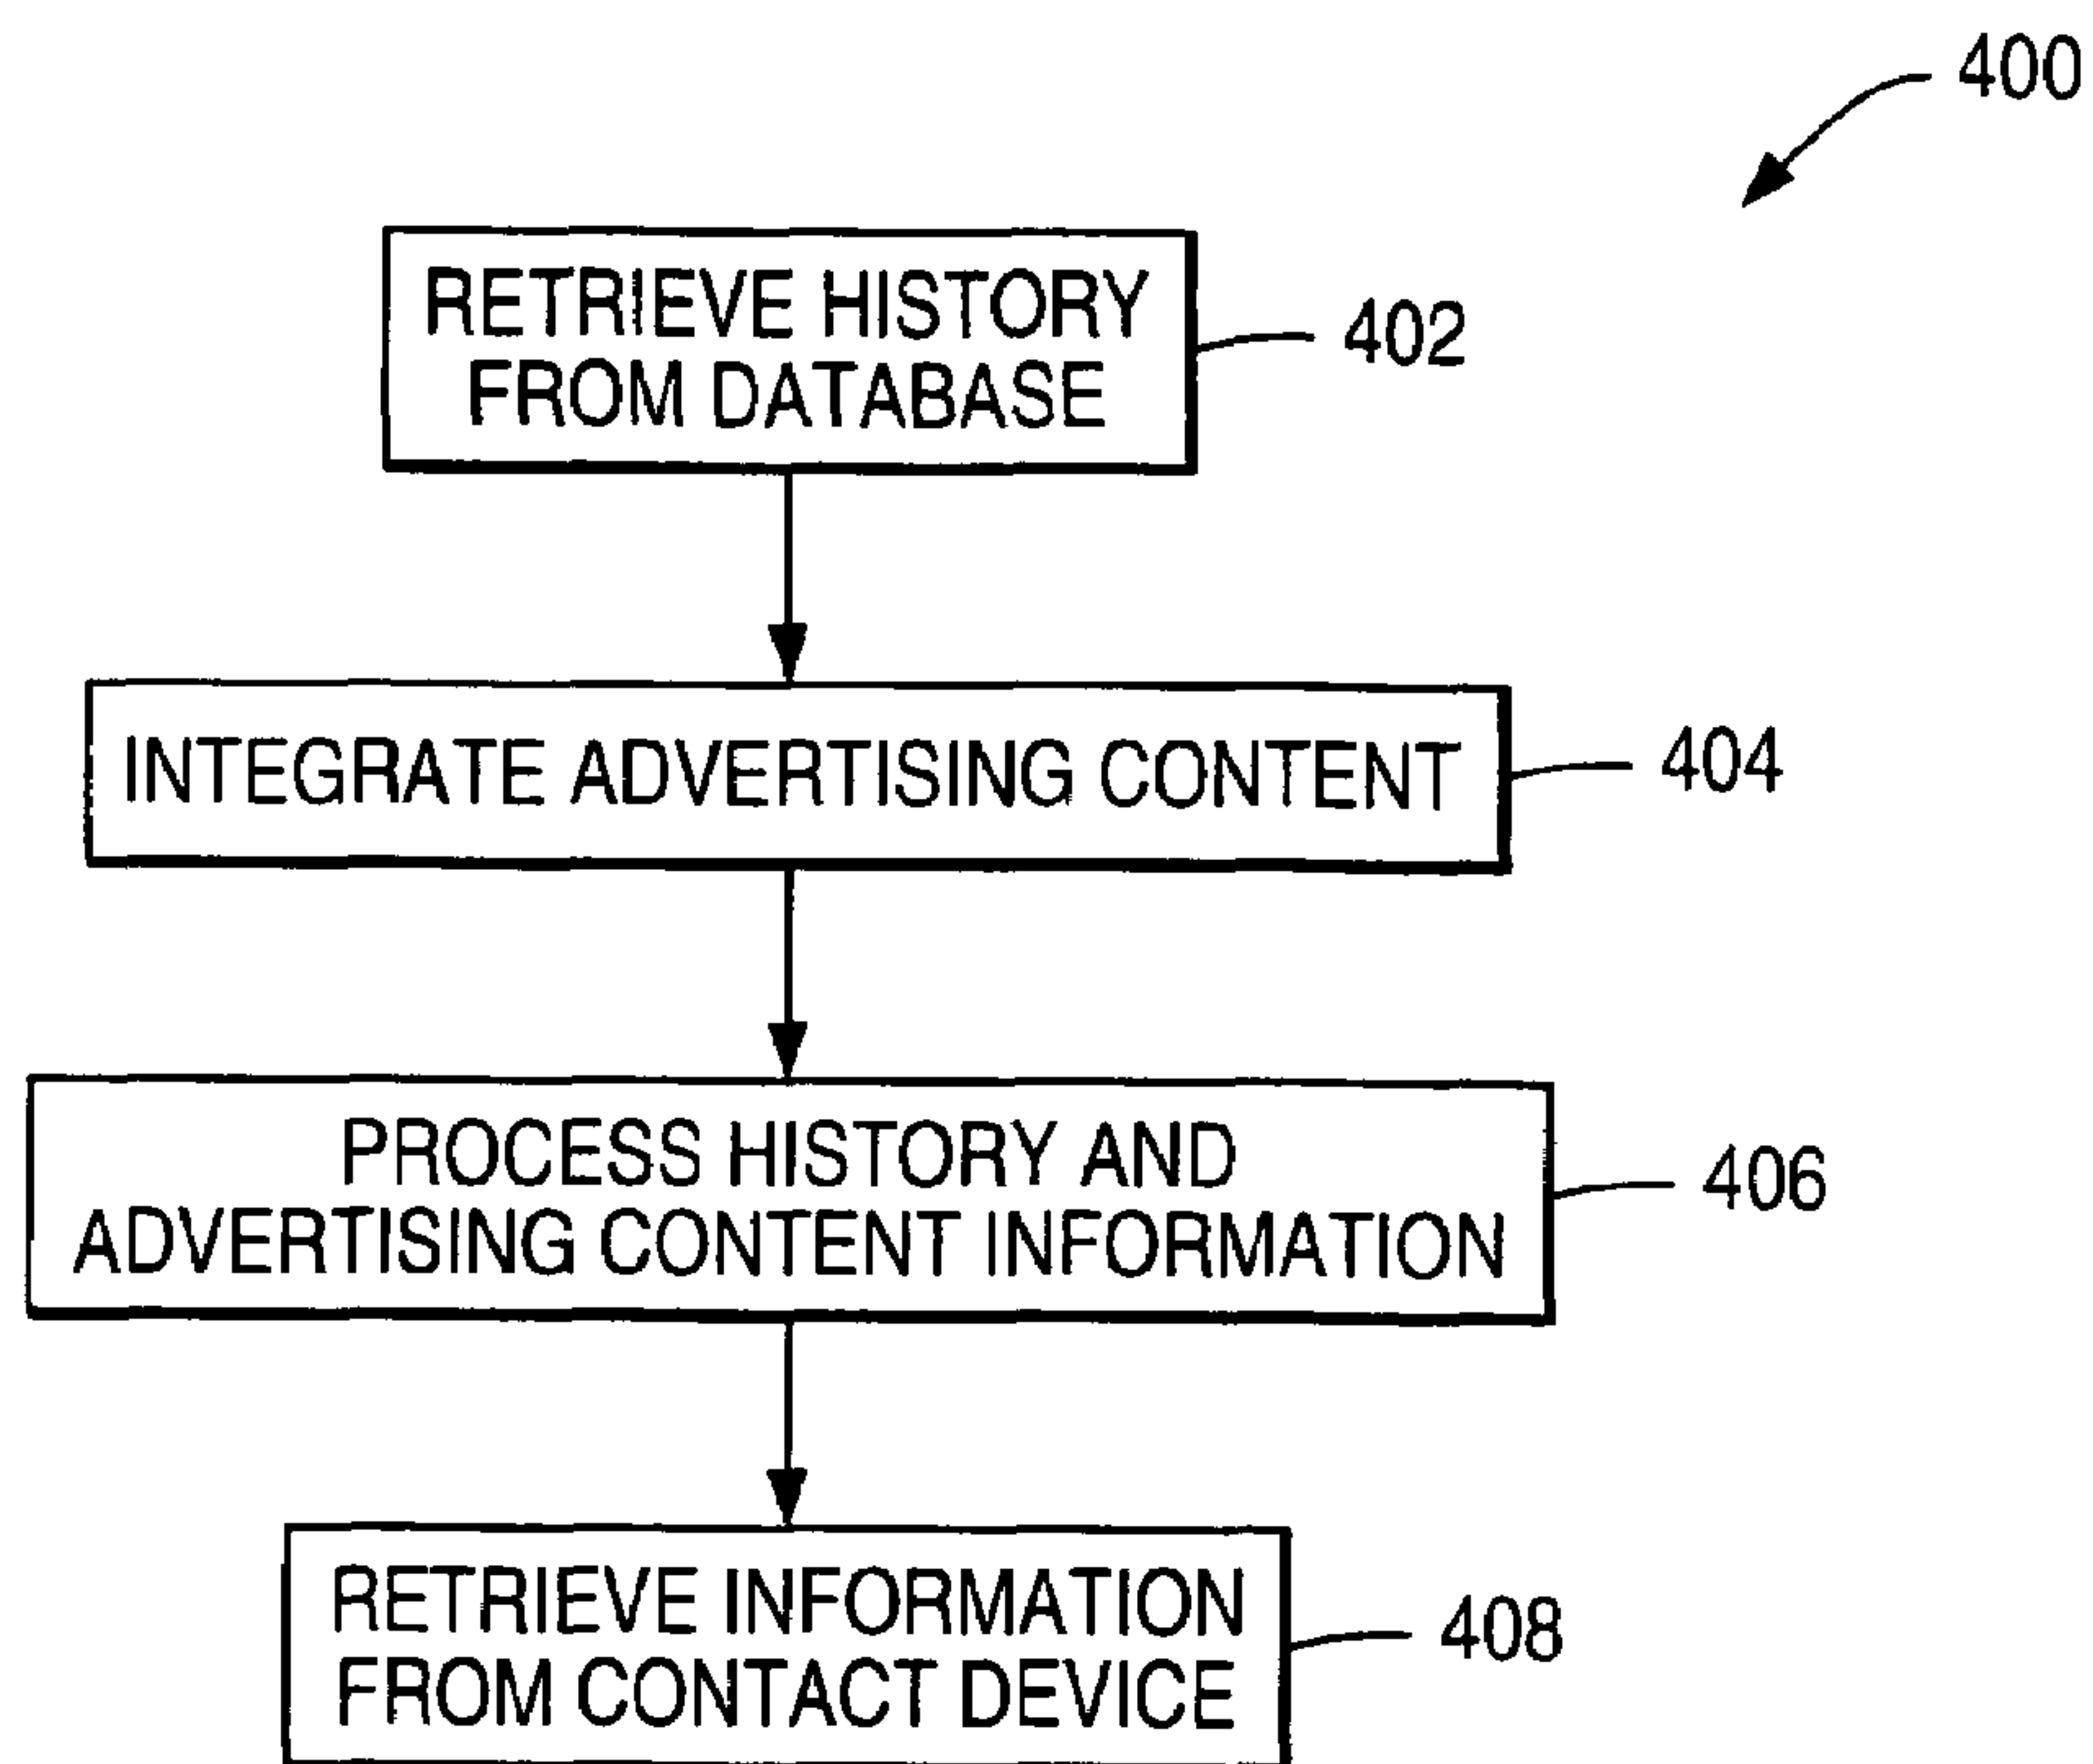 400
RETRIEVE HISTORY
FROM DATABASE
402
INTEGRATE ADVERTISING CONTENT
404
PROCESS HISTORY AND
ADVERTISING CONTENT INFORMATION
406
RETRIEVE INFORMATION
FROM CONTACT DEVICE
408